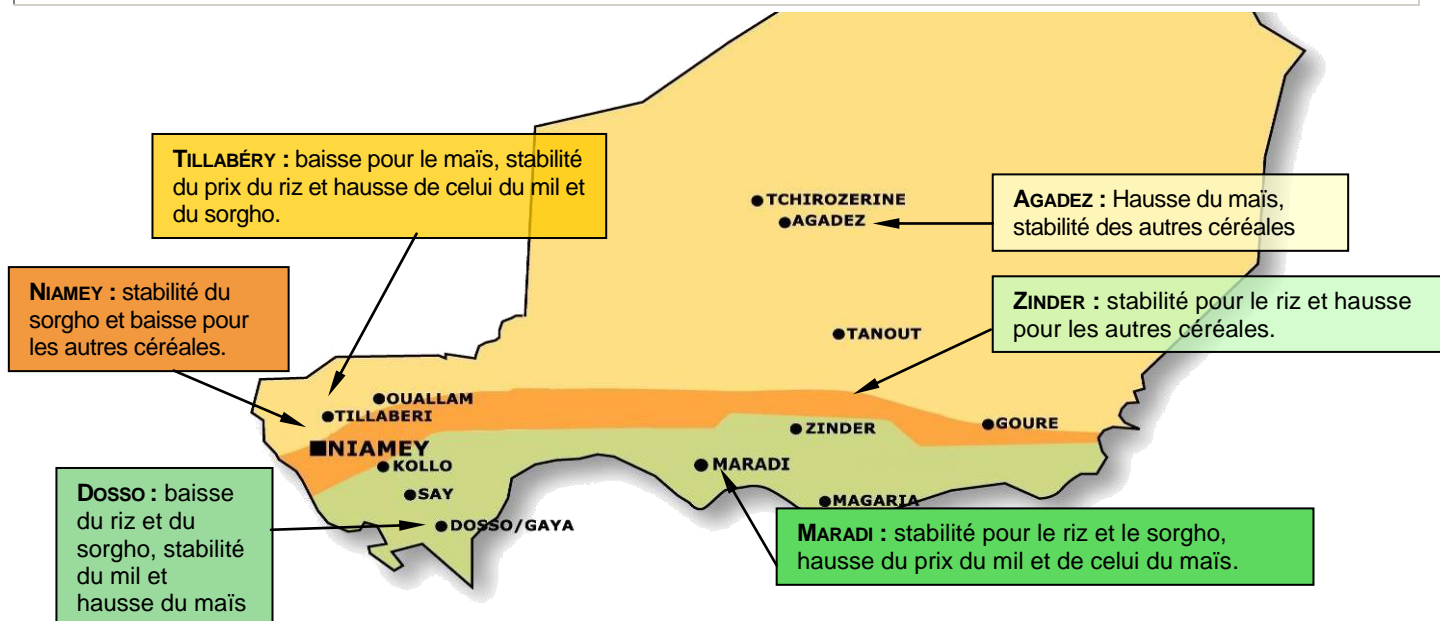 TILLABÉRY : baisse pour le maïs, stabilité
du prix du riz et hausse de celui du mil et
du sorgho.
TCHIROZERINE
AGADEZ
AGADEZ : Hausse du maïs,
stabilité des autres céréales
NIAMEY : stabilité du
sorgho et baisse pour
les autres céréales.
ZINDER : stabilité pour le riz et hausse
pour les autres céréales.
TANOUT
OUALLAM
TILLABERI
NIAMEY
KOLLO
SAY
DOSSO/GAYA
ZINDER
GOURE
MARADI
MAGARIA
DOSSO : baisse
du riz et du
sorgho, stabilité
du mil et
hausse du maïs
MARADI : stabilité pour le riz et le sorgho,
hausse du prix du mil et de celui du maïs.